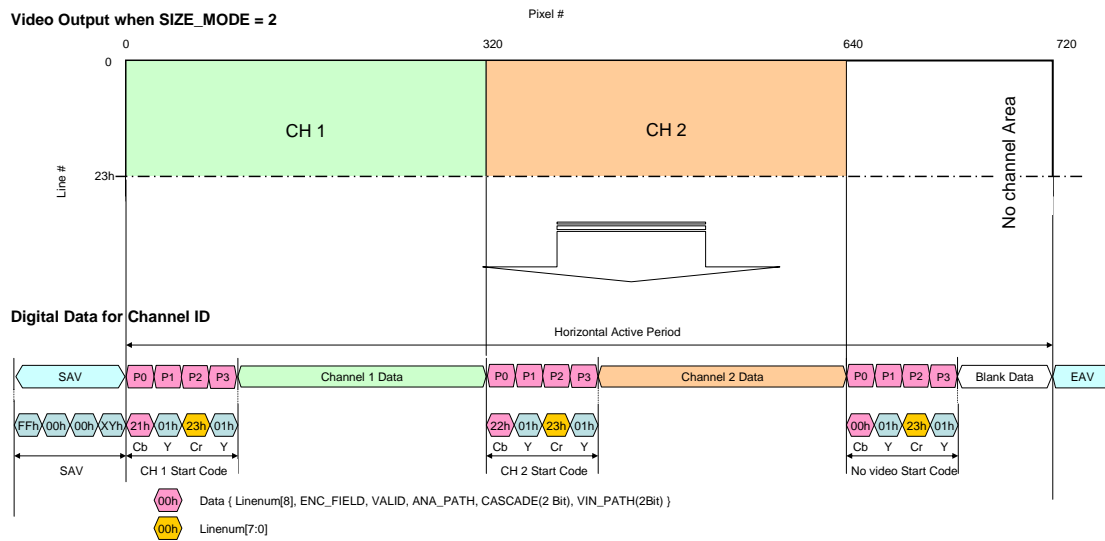 Video Output when SIZE_MODE = 2
Pixel #
0 320 640 720
0
CH 1 CH 2
No channel Area
Line #
23h
Digital Data for Channel ID
Horizontal Active Period
SAV P0 P1 P2 P3 Channel 1 Data P0 P1 P2 P3 Channel 2 Data P0 P1 P2 P3 Blank Data EAV
FFh 00h 00h XYh 21h 01h 23h 01h 22h 01h 23h 01h 00h 01h 23h 01h
Cb Y Cr Y Cb Y Cr Y Cb Y Cr Y
SAV CH 1 Start Code CH 2 Start Code No video Start Code
00h Data { Linenum[8], ENC_FIELD, VALID, ANA_PATH, CASCADE(2 Bit), VIN_PATH(2Bit) }
00h Linenum[7:0]